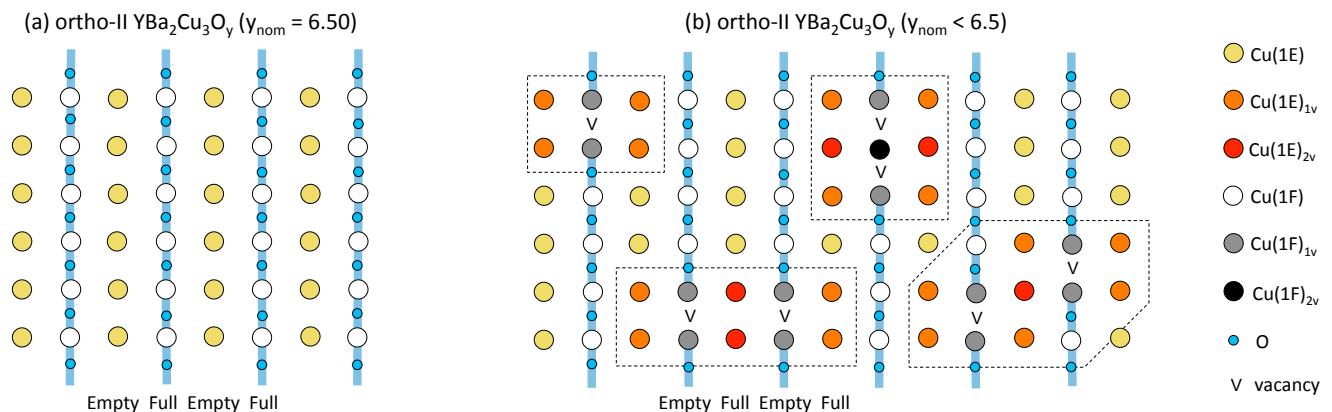 (a) ortho-II YBa₂Cu₃Oy (ynom = 6.50)
(b) ortho-II YBa₂Cu₃Oy (ynom < 6.5)
V V
V
V
V V V
Empty Full Empty Full
Empty Full Empty Full
Cu(1E)
Cu(1E)1v
Cu(1E)2v
Cu(1F)
Cu(1F)1v
Cu(1F)2v
O
V vacancy